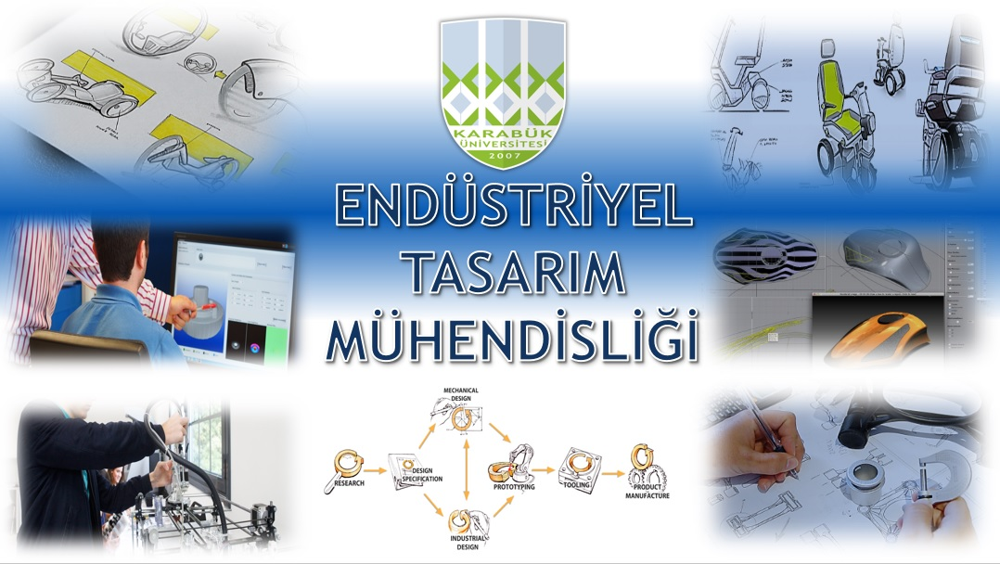 KARABÜK
ÜNİVERSİTESİ
2007
ENDÜSTRİYEL
TASARIM
MÜHENDİSLİĞİ
MECHANICAL
DESIGN
RESEARCH
DESIGN
SPECIFICATION
PROTOTYPING
TOOLING
PRODUCT
MANUFACTURE
INDUSTRIAL
DESIGN